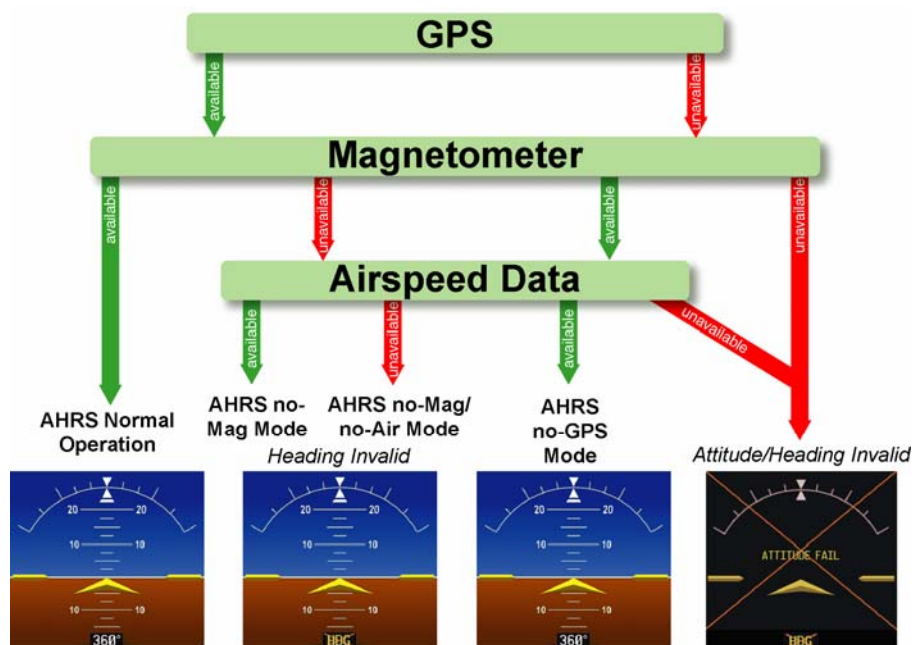 GPS
available
unavailable
Magnetometer
available
unavailable
available
unavailable
Airspeed Data
available
unavailable
available
unavailable
AHRS Normal
Operation
AHRS no-
Mag Mode
AHRS no-Mag/
no-Air Mode
Heading Invalid
AHRS
no-GPS
Mode
Attitude/Heading Invalid
20 20
10 10
10 10
360°
20 20
10 10
10 10
HDG
20 20
10 10
10 10
360°
ATTITUDE FAIL
HDG